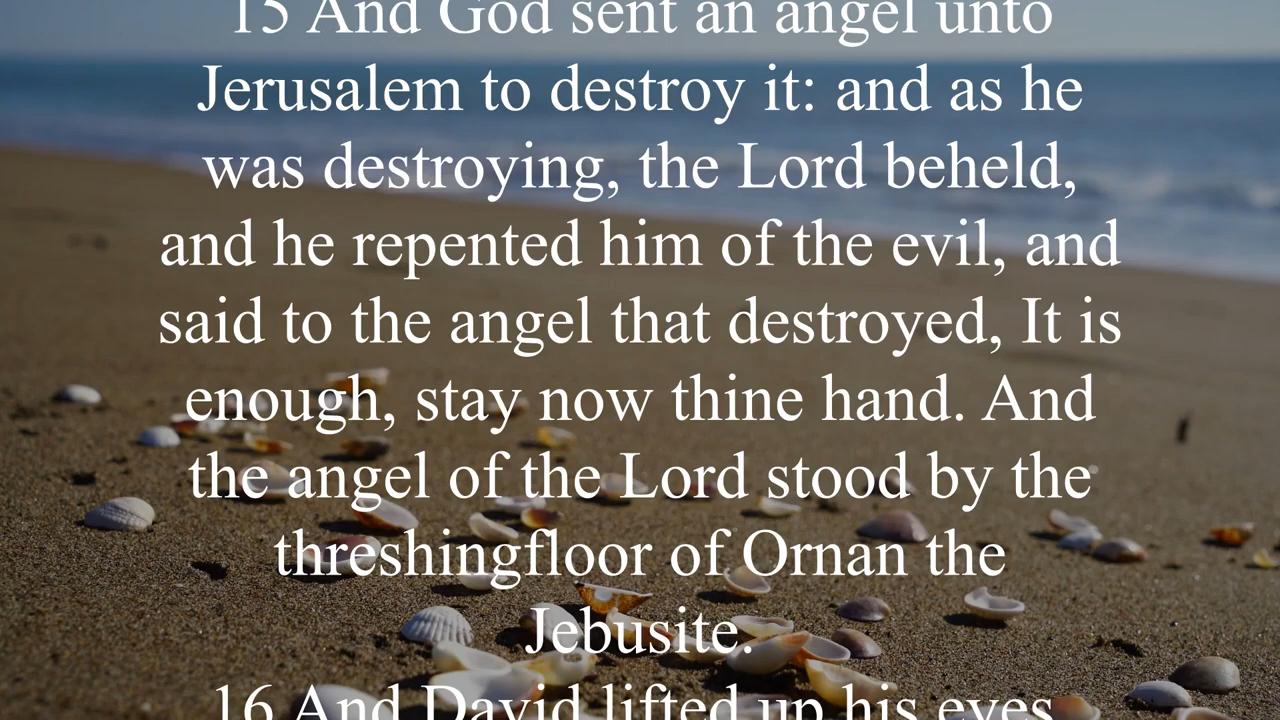 15 And God sent an angel unto
Jerusalem to destroy it: and as he
was destroying, the Lord beheld,
and he repented him of the evil, and
said to the angel that destroyed, It is
enough, stay now thine hand. And
the angel of the Lord stood by the
threshingfloor of Ornan the
Jebusite.
16 And David lifted up his eyes,